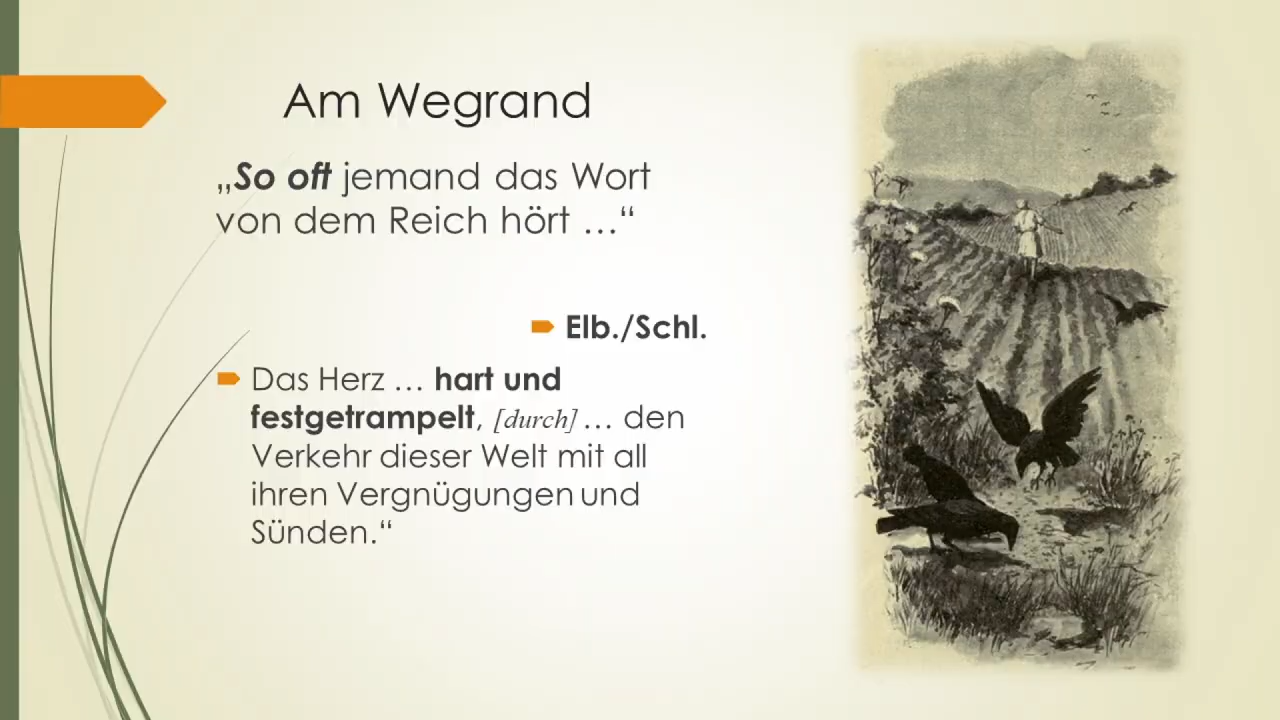 Am Wegrand
„So oft jemand das Wort
von dem Reich hört …“
Elb./Schl.
Das Herz … hart und
festgetrampelt, [durch] … den
Verkehr dieser Welt mit all
ihren Vergnügungen und
Sünden.“